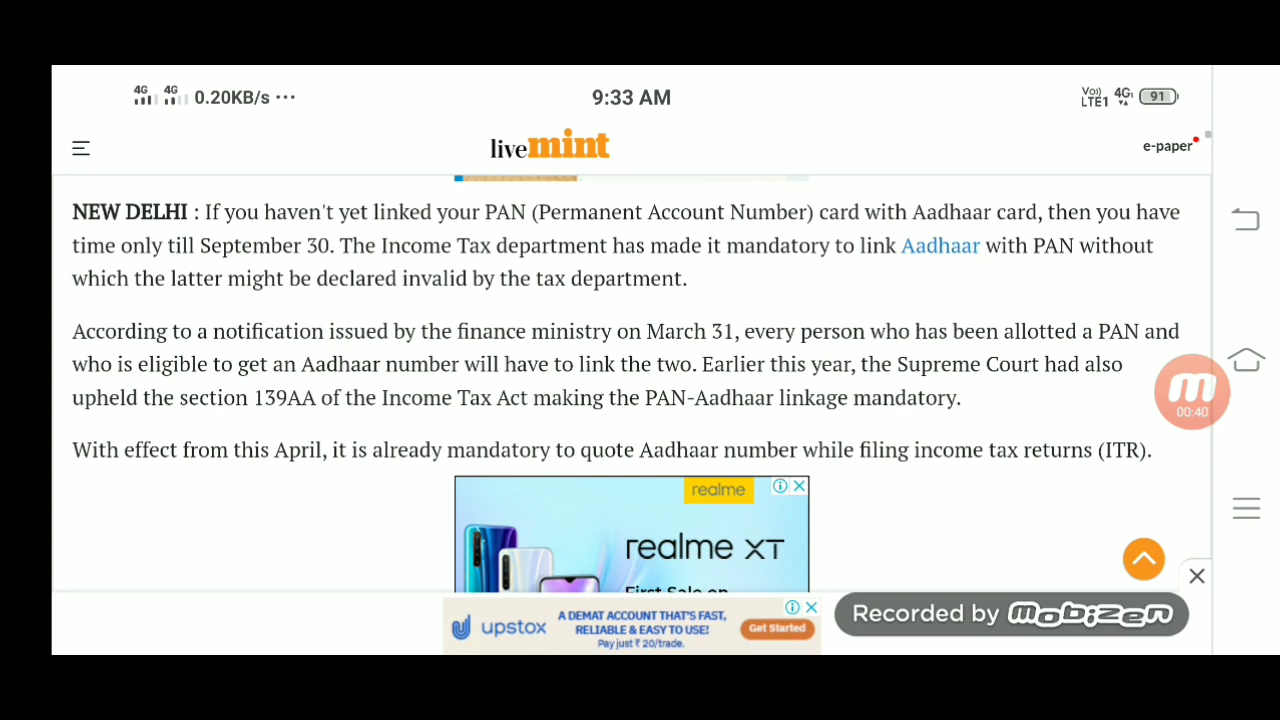 4G 4G 0.20KB/s ··· 9:33 AM Vo)) LTE1 4G 91
livemint e-paper
NEW DELHI : If you haven't yet linked your PAN (Permanent Account Number) card with Aadhaar card, then you have
time only till September 30. The Income Tax department has made it mandatory to link Aadhaar with PAN without
which the latter might be declared invalid by the tax department.
According to a notification issued by the finance ministry on March 31, every person who has been allotted a PAN and
who is eligible to get an Aadhaar number will have to link the two. Earlier this year, the Supreme Court had also
upheld the section 139AA of the Income Tax Act making the PAN-Aadhaar linkage mandatory.
00:40
With effect from this April, it is already mandatory to quote Aadhaar number while filing income tax returns (ITR).
realme
realme XT
First Sale on
upstox
A DEMAT ACCOUNT THAT'S FAST,
RELIABLE & EASY TO USE!
Pay just ₹ 20/trade.
Get Started
Recorded by mobizen